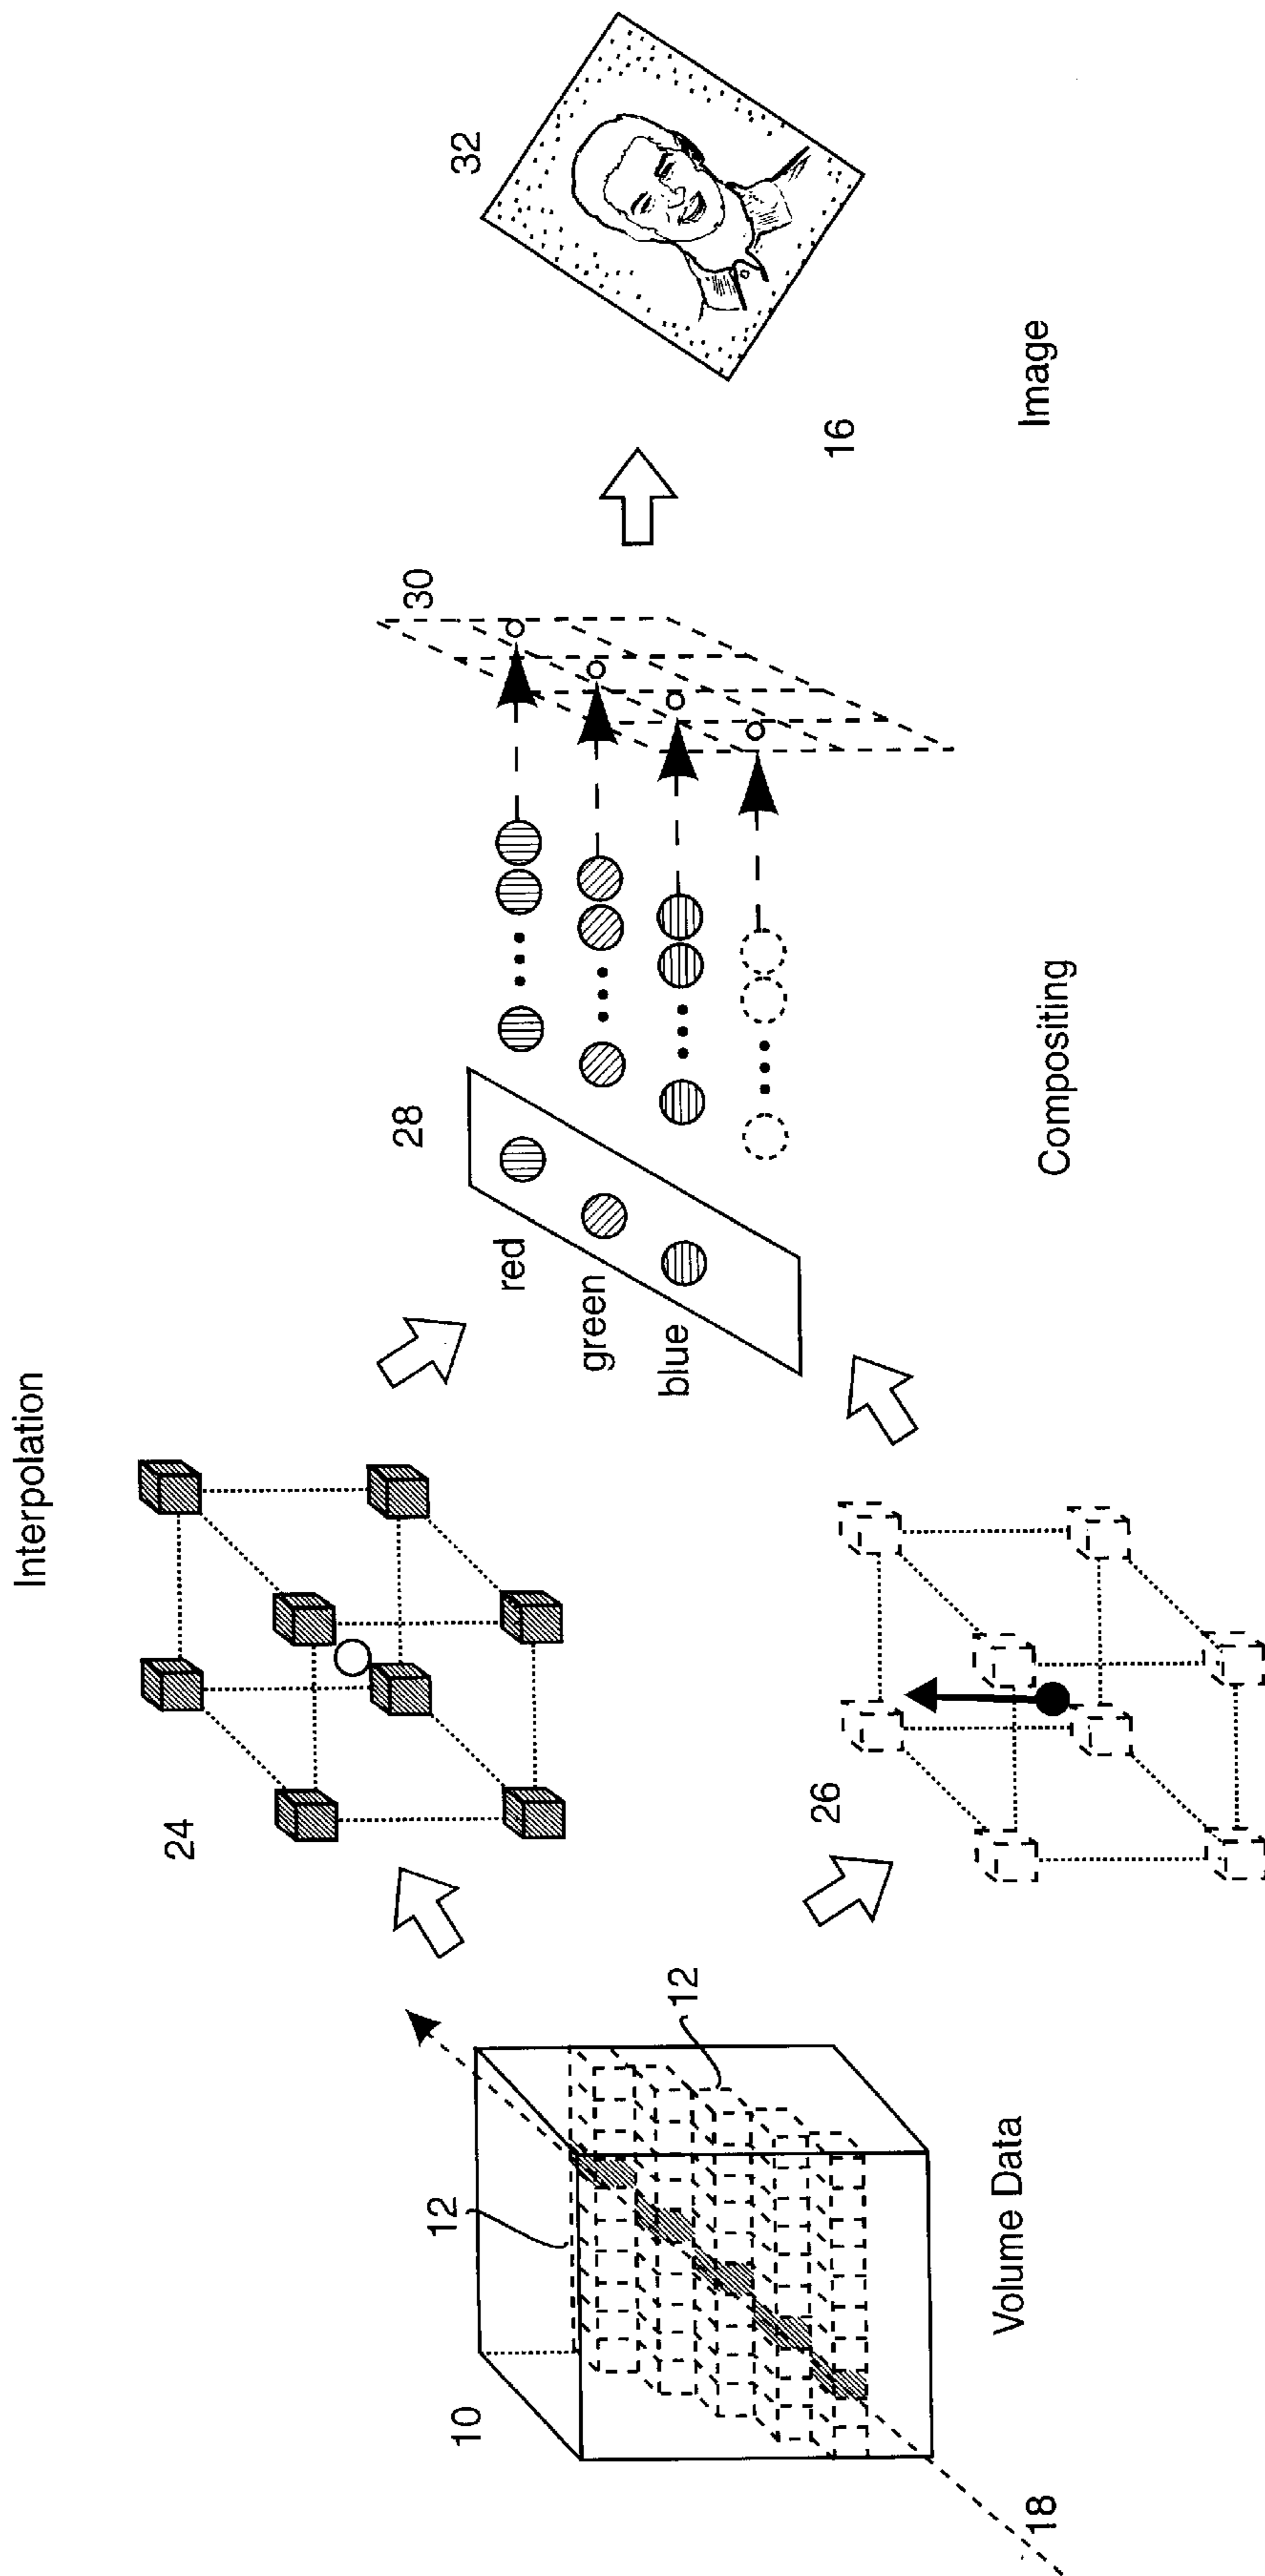 Interpolation
24
28
red
green
blue
30
32
10
12
12
18
26
16
Volume Data
Compositing
Image